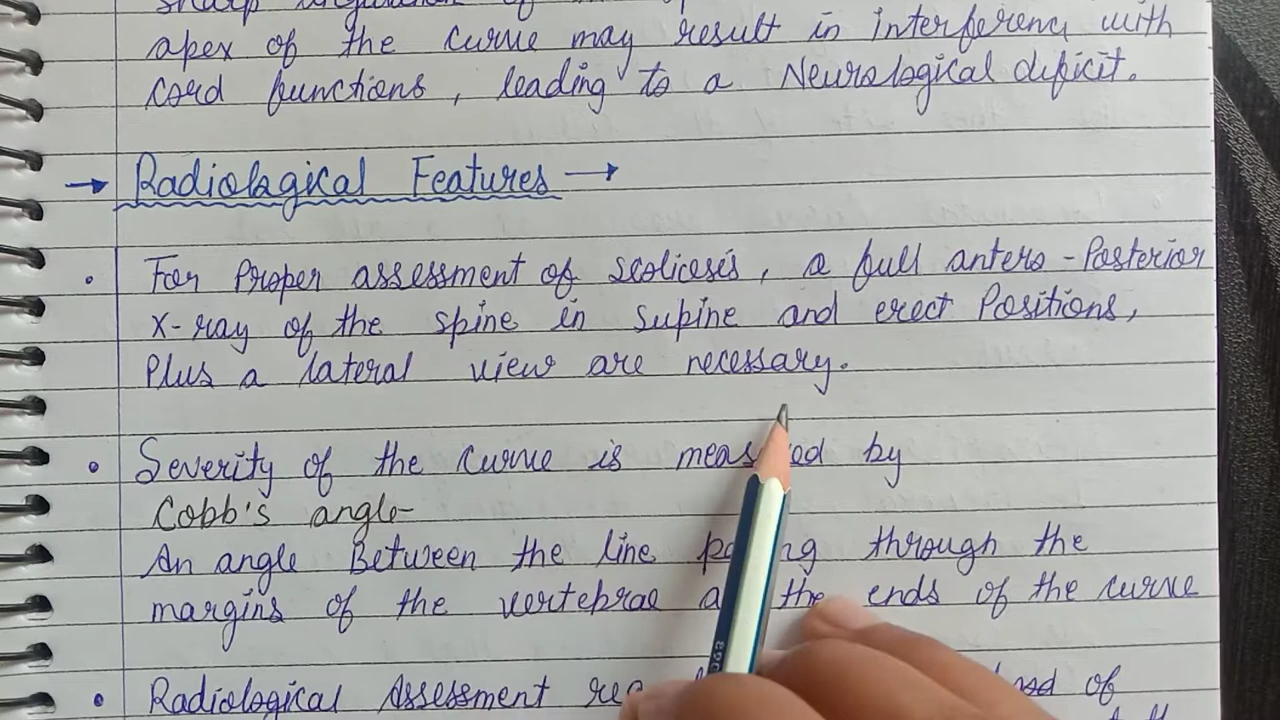 apex of the curve may result in interferency with
cord functions, leading to a Neurological deficit.
→ Radiological Features →
• For Proper assessment of scoliosis, a full antero-Posterior
X-ray of the spine in supine and erect Positions,
Plus a lateral view are necessary.
• Severity of the curve is measured by
Cobb's angle-
An angle Between the line through the
margins of the vertebrae the ends of the curve
• Radiological Assessment of